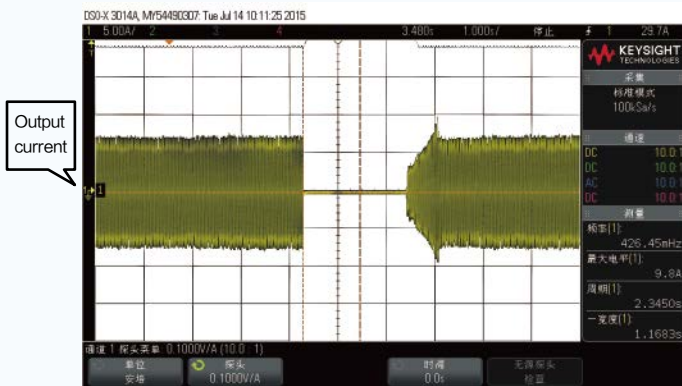 DSO-X 3014A, MY54490307: Tue Jul 14 10:11:25 2015
1 5.00A/ 2 3 4 3.480s 1.000s/ 停止 1 29.7A
KEYSIGHT
TECHNOLOGIES
采集
标准模式
100kSa/s
通道
DC 10.0:1
DC 10.0:1
AC 10.0:1
DC 10.0:1
测量
频率(1):
426.45mHz
最大电平(1):
9.8A
周期(1):
2.3450s
一宽度(1):
1.1683s
Output
current
1
通道 1 探头菜单: 0.1000V/A (10.0 : 1)
单位
安培
探头
0.1000V/A
时滞
0.0s
无源探头
检查